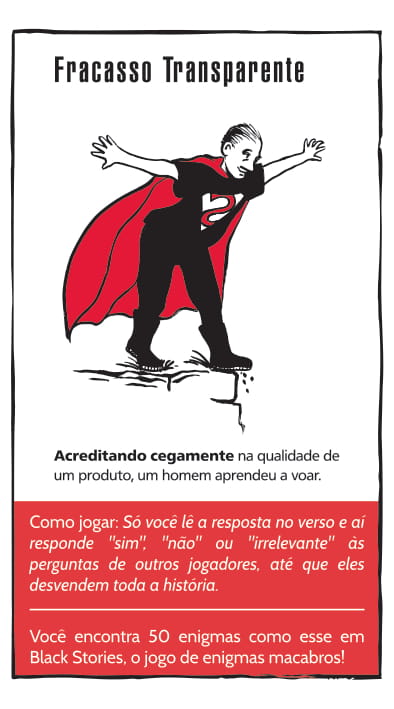 Fracasso Transparente
Acreditando cegamente na qualidade de
um produto, um homem aprendeu a voar.
Como jogar: Só você lê a resposta no verso e aí
responde "sim", "não" ou "irrelevante" às
perguntas de outros jogadores, até que eles
desvendem toda a história.
Você encontra 50 enigmas como esse em
Black Stories, o jogo de enigmas macabros!